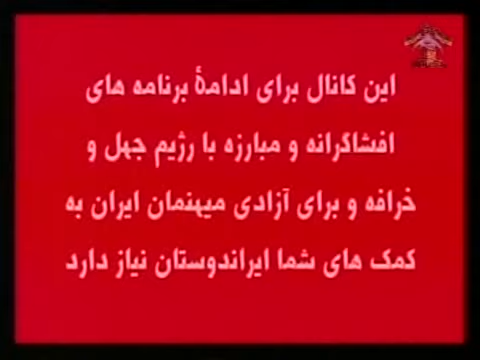 این کانال برای ادامهٔ برنامه های
افشاگرانه و مبارزه با رژیم جهل و
خرافه و برای آزادی میهنمان ایران به
کمک های شما ایراندوستان نیاز دارد